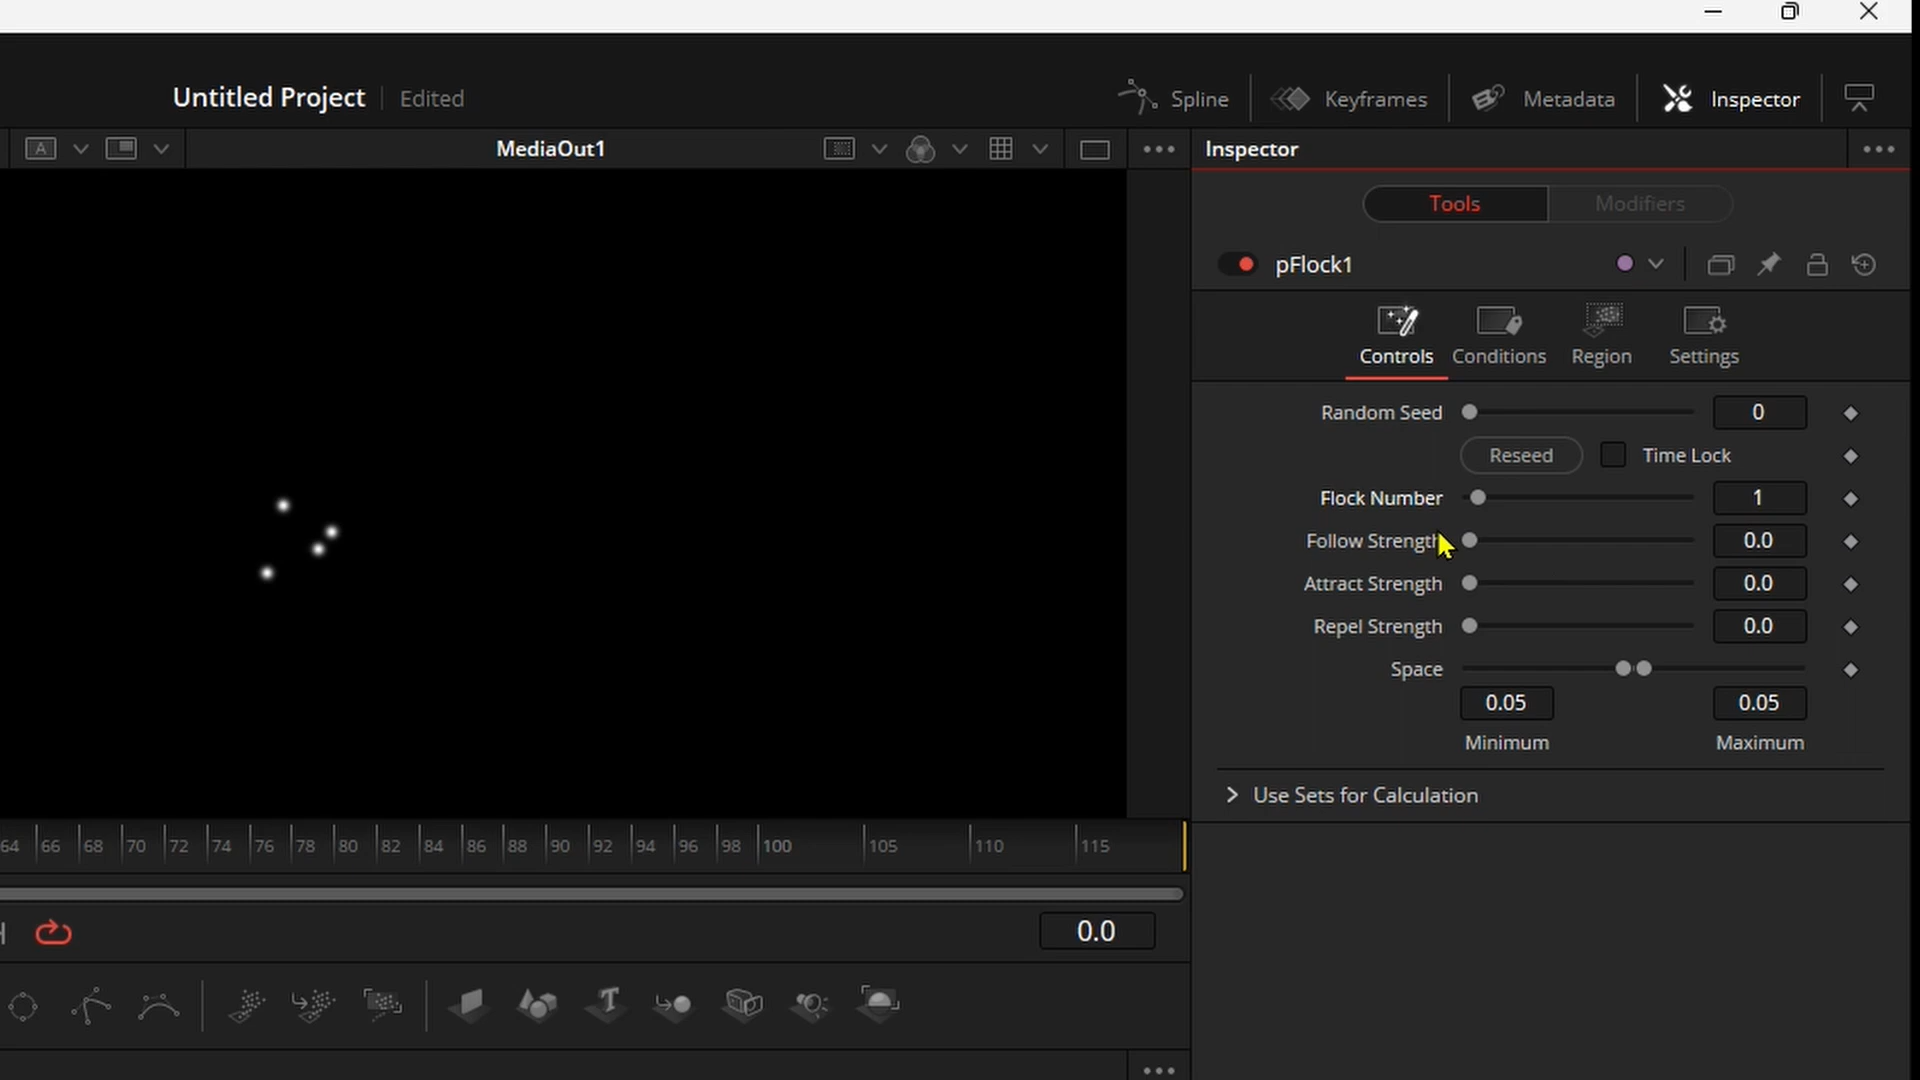 Untitled Project Edited
Spline Keyframes Metadata Inspector
A MediaOut1
Inspector
Tools Modifiers
pFlock1
Controls Conditions Region Settings
Random Seed 0
Reseed Time Lock
Flock Number 1
Follow Strength 0.0
Attract Strength 0.0
Repel Strength 0.0
Space
0.05 0.05
Minimum Maximum
Use Sets for Calculation
64 66 68 70 72 74 76 78 80 82 84 86 88 90 92 94 96 98 100 105 110 115
0.0
T